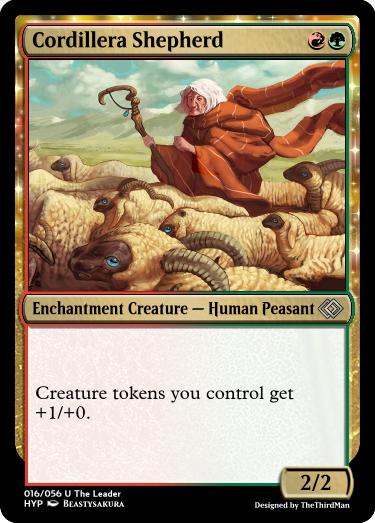 Cordillera Shepherd
Enchantment Creature — Human Peasant
Creature tokens you control get
+1/+0.
2/2
016/056 U The Leader
HYP Beastysakura
Designed by TheThirdMan